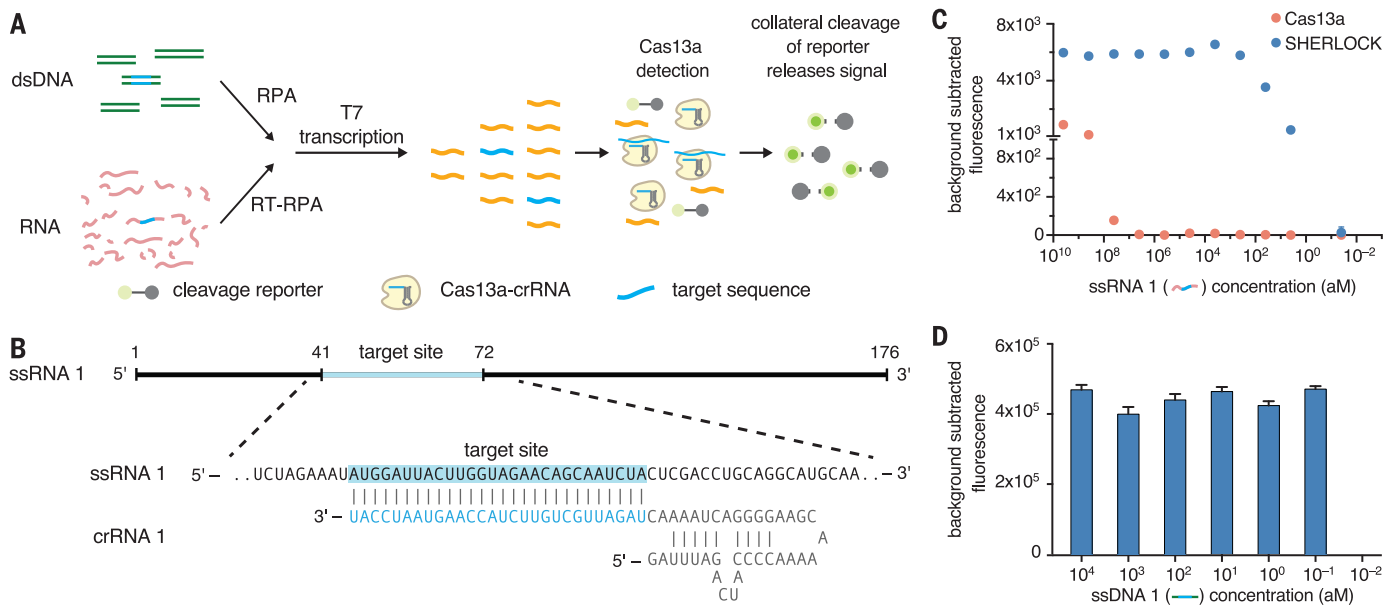 A
dsDNA
RPA
T7
transcription
RNA
RT-RPA
Cas13a
detection
collateral cleavage
of reporter
releases signal
cleavage reporter
Cas13a-crRNA
target sequence
B
1
41
target site
72
176
ssRNA 1
5'
3'
target site
ssRNA 1
5' – ..UCUAGAAAUAUGGAUUACUUGGUAGAACAGCAAUCUACUCGACCUGCAGGCAUGCAA..– 3'
3' – UACCUAAUGAACCAUCUUGUCGUUAGAUCAAAAUCAGGGGAAGC
crRNA 1
A
5' – GAUUUAG CCCCAAAA
A A
CU
C
Cas13a
SHERLOCK
background subtracted
fluorescence
8x10³
4x10³
1x10³
8x10²
4x10²
0
10¹⁰ 10⁸ 10⁶ 10⁴ 10² 10⁰ 10⁻²
ssRNA 1 ( ) concentration (aM)
D
background subtracted
fluorescence
6x10⁵
4x10⁵
2x10⁵
0
10⁴ 10³ 10² 10¹ 10⁰ 10⁻¹ 10⁻²
ssDNA 1 ( ) concentration (aM)